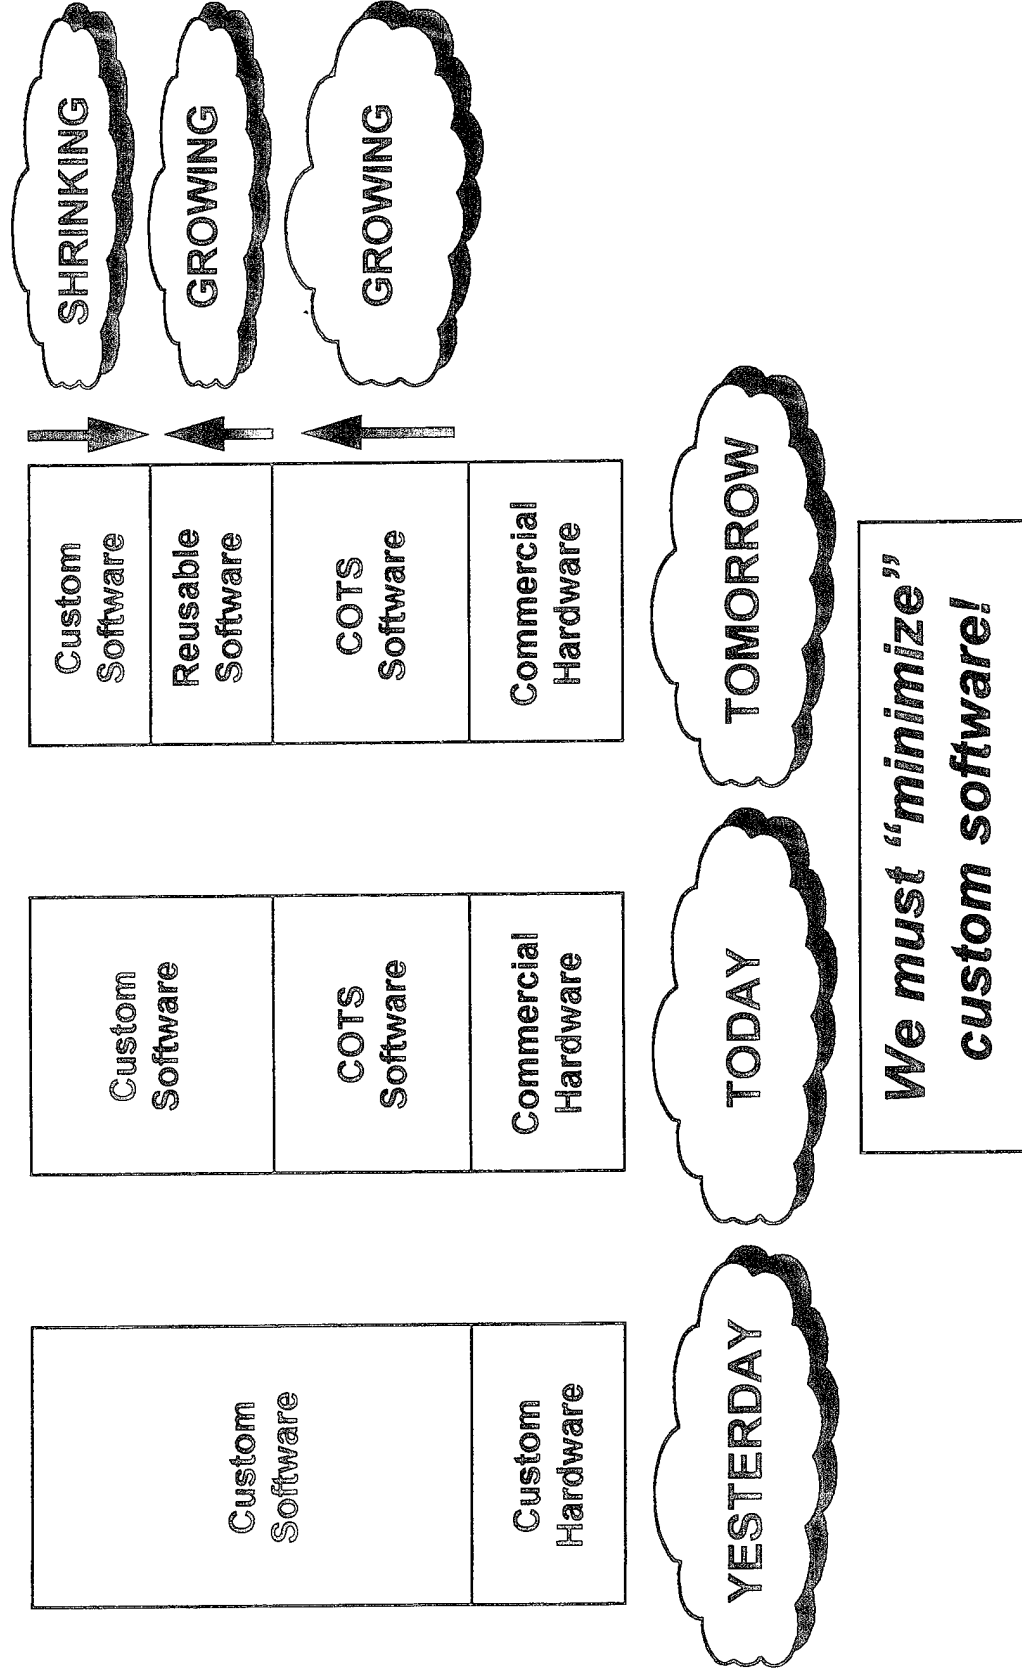 Custom
Software
Custom
Hardware
YESTERDAY
Custom
Software
COTS
Software
Commercial
Hardware
TODAY
Custom
Software
Reusable
Software
COTS
Software
Commercial
Hardware
TOMORROW
SHRINKING
GROWING
GROWING
We must “minimize”
custom software!